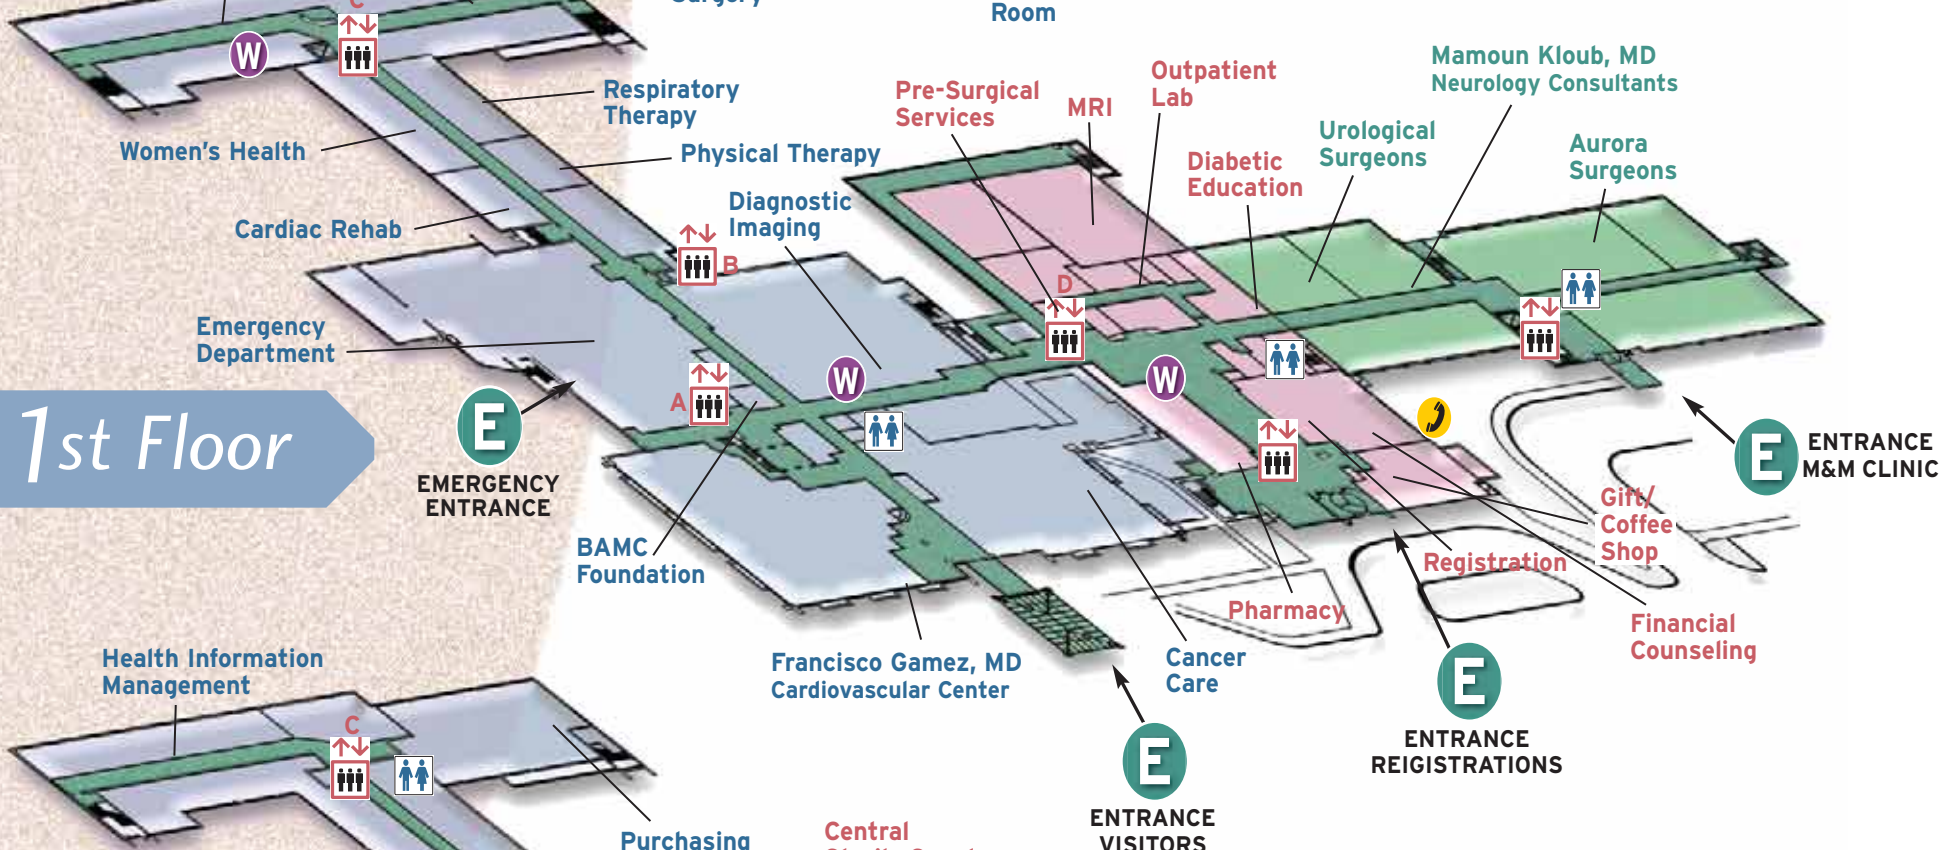 C
Surgery
Room
W
Respiratory
Therapy
Women's Health
Physical Therapy
Cardiac Rehab
Diagnostic
Imaging
B
Pre-Surgical
Services
MRI
Outpatient
Lab
Diabetic
Education
Urological
Surgeons
Mamoun Kloub, MD
Neurology Consultants
Aurora
Surgeons
D
Emergency
Department
A
W
W
1st Floor
E
EMERGENCY
ENTRANCE
E
ENTRANCE
M&M CLINIC
BAMC
Foundation
Gift/
Coffee
Shop
Registration
Pharmacy
Financial
Counseling
Francisco Gamez, MD
Cardiovascular Center
Cancer
Care
E
ENTRANCE
REIGISTRATIONS
E
ENTRANCE
VISITORS
Health Information
Management
C
Purchasing
Central